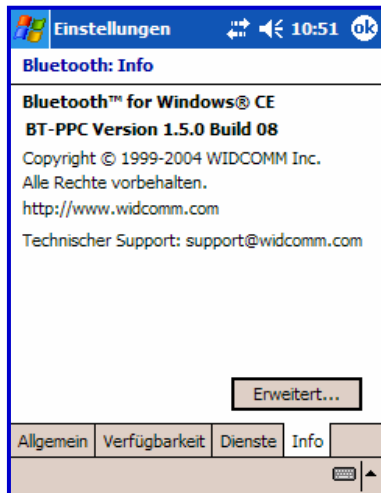 Einstellungen 10:51 ok
Bluetooth: Info
Bluetooth™ for Windows® CE
BT-PPC Version 1.5.0 Build 08
Copyright © 1999-2004 WIDCOMM Inc.
Alle Rechte vorbehalten.
http://www.widcomm.com
Technischer Support: support@widcomm.com
Erweitert...
Allgemein Verfügbarkeit Dienste Info